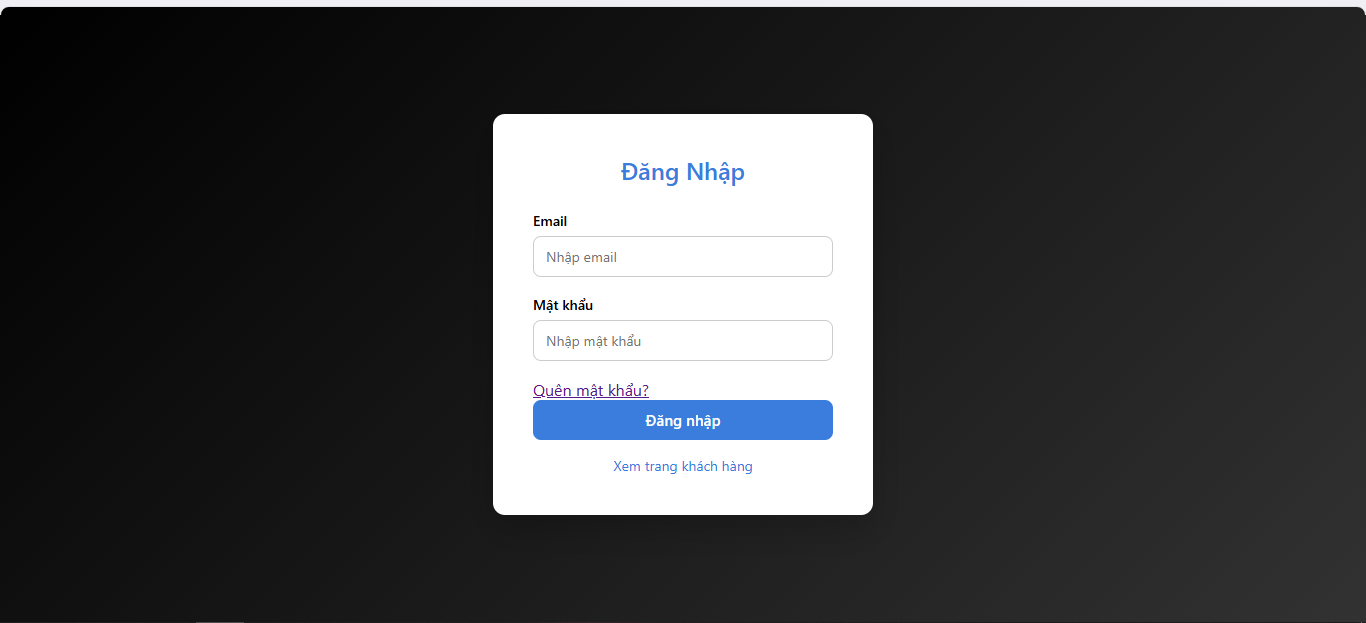 Đăng Nhập
Email
Nhập email
Mật khẩu
Nhập mật khẩu
Quên mật khẩu?
Đăng nhập
Xem trang khách hàng